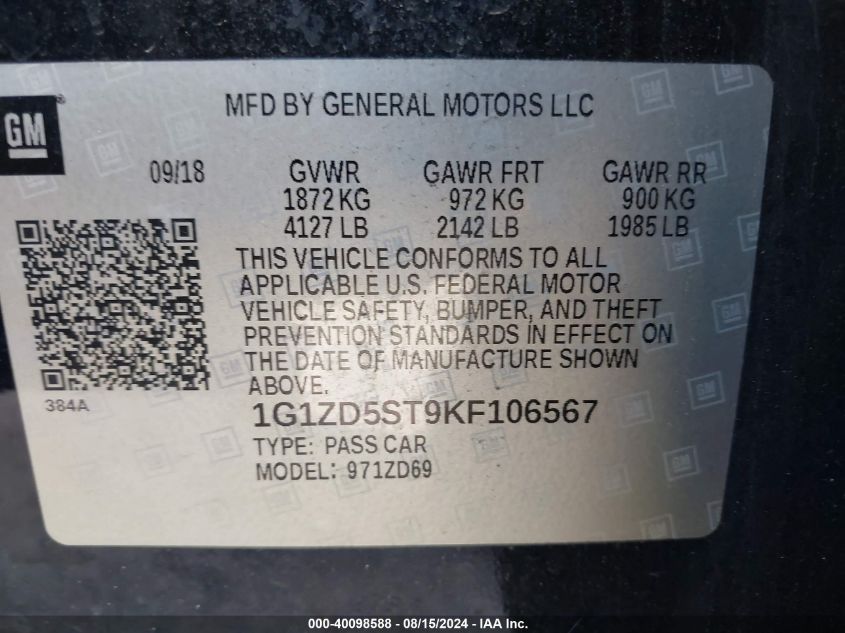 MFD BY GENERAL MOTORS LLC
GM
09/18 GVWR GAWR FRT GAWR RR
1872 KG 972 KG 900 KG
4127 LB 2142 LB 1985 LB
THIS VEHICLE CONFORMS TO ALL
APPLICABLE U.S. FEDERAL MOTOR
VEHICLE SAFETY, BUMPER, AND THEFT
PREVENTION STANDARDS IN EFFECT ON
THE DATE OF MANUFACTURE SHOWN
ABOVE.
384A
1G1ZD5ST9KF106567
TYPE: PASS CAR
MODEL: 971ZD69
000-40098588 - 08/15/2024 - IAA Inc.